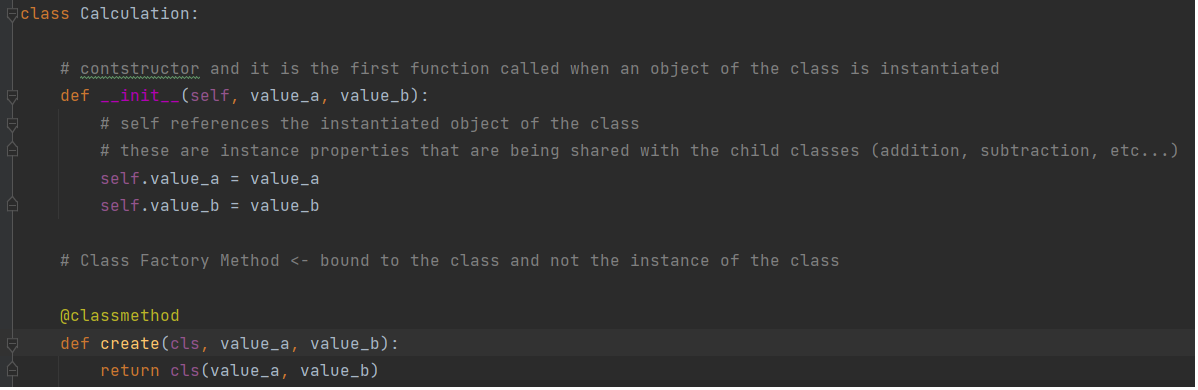 class Calculation:
# contstructor and it is the first function called when an object of the class is instantiated
def __init__(self, value_a, value_b):
# self references the instantiated object of the class
# these are instance properties that are being shared with the child classes (addition, subtraction, etc...)
self.value_a = value_a
self.value_b = value_b
# Class Factory Method <- bound to the class and not the instance of the class
@classmethod
def create(cls, value_a, value_b):
return cls(value_a, value_b)